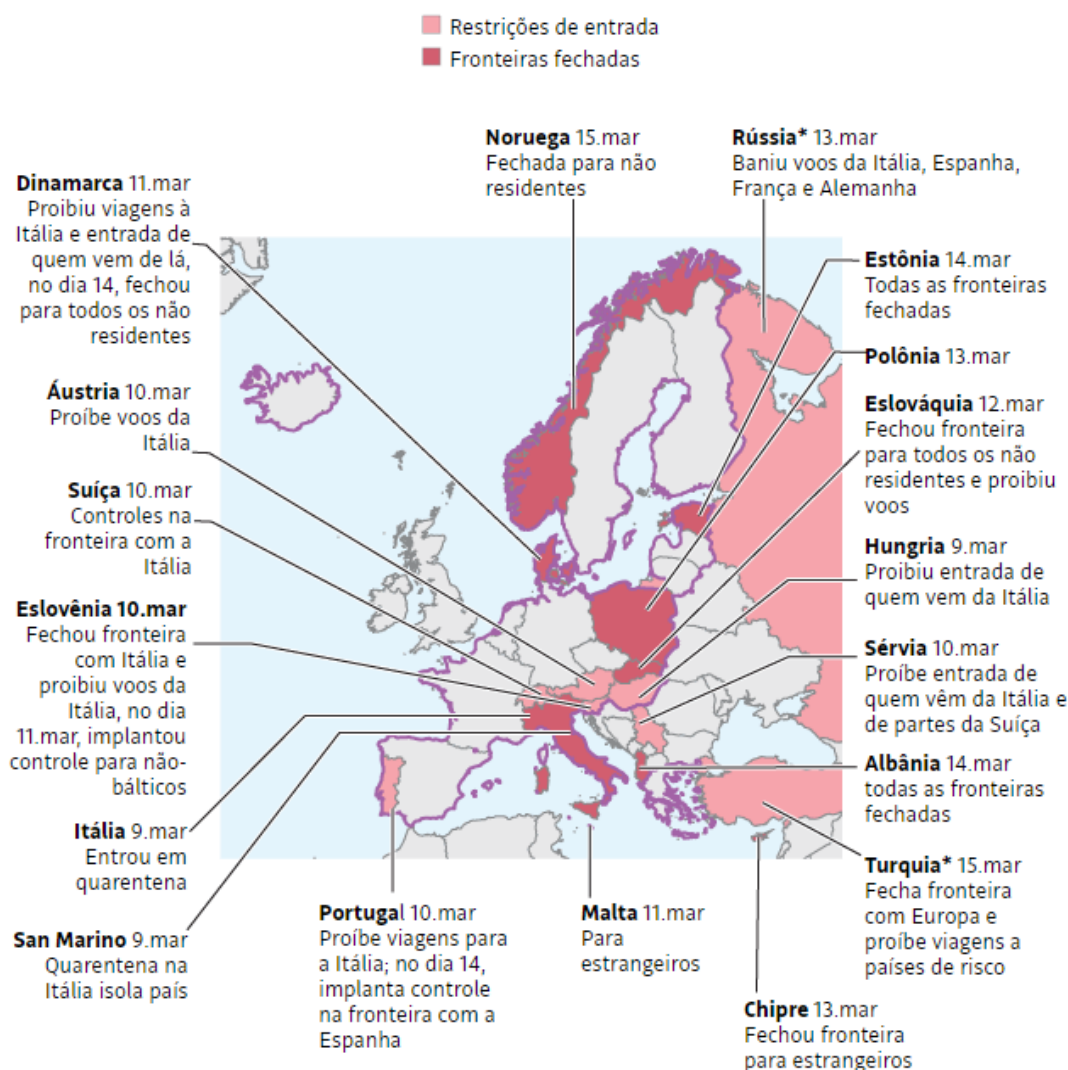 Restrições de entrada
Fronteiras fechadas
Noruega 15.mar
Fechada para não
residentes
Rússia* 13.mar
Baniu voos da Itália, Espanha,
França e Alemanha
Dinamarca 11.mar
Proibiu viagens à
Itália e entrada de
quem vem de lá,
no dia 14, fechou
para todos os não
residentes
Áustria 10.mar
Proíbe voos da
Itália
Suíça 10.mar
Controles na
fronteira com a
Itália
Eslovênia 10.mar
Fechou fronteira
com Itália e
proibiu voos da
Itália, no dia
11.mar, implantou
controle para não-
bálticos
Itália 9.mar
Entrou em
quarentena
San Marino 9.mar
Quarentena na
Itália isola país
Portugal 10.mar
Proíbe viagens para
a Itália; no dia 14,
implanta controle
na fronteira com a
Espanha
Malta 11.mar
Para
estrangeiros
Estônia 14.mar
Todas as fronteiras
fechadas
Polônia 13.mar
Eslováquia 12.mar
Fechou fronteira
para todos os não
residentes e proibiu
voos
Hungria 9.mar
Proibiu entrada de
quem vem da Itália
Sérvia 10.mar
Proíbe entrada de
quem vêm da Itália e
de partes da Suíça
Albânia 14.mar
todas as fronteiras
fechadas
Turquia* 15.mar
Fecha fronteira
com Europa e
proíbe viagens a
países de risco
Chipre 13.mar
Fechou fronteira
para estrangeiros